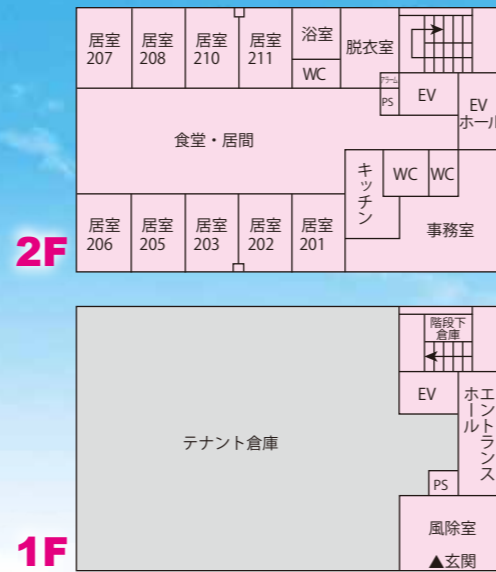 居室
207
居室
208
居室
210
居室
211
浴室
WC
脱衣室
アラーム
PS
EV
EV
ホール
食堂・居間
キッチン
WC
WC
事務室
居室
206
居室
205
居室
203
居室
202
居室
201
2F
階段下
倉庫
EV
エントランス
ホール
テナント倉庫
PS
風除室
▲玄関
1F